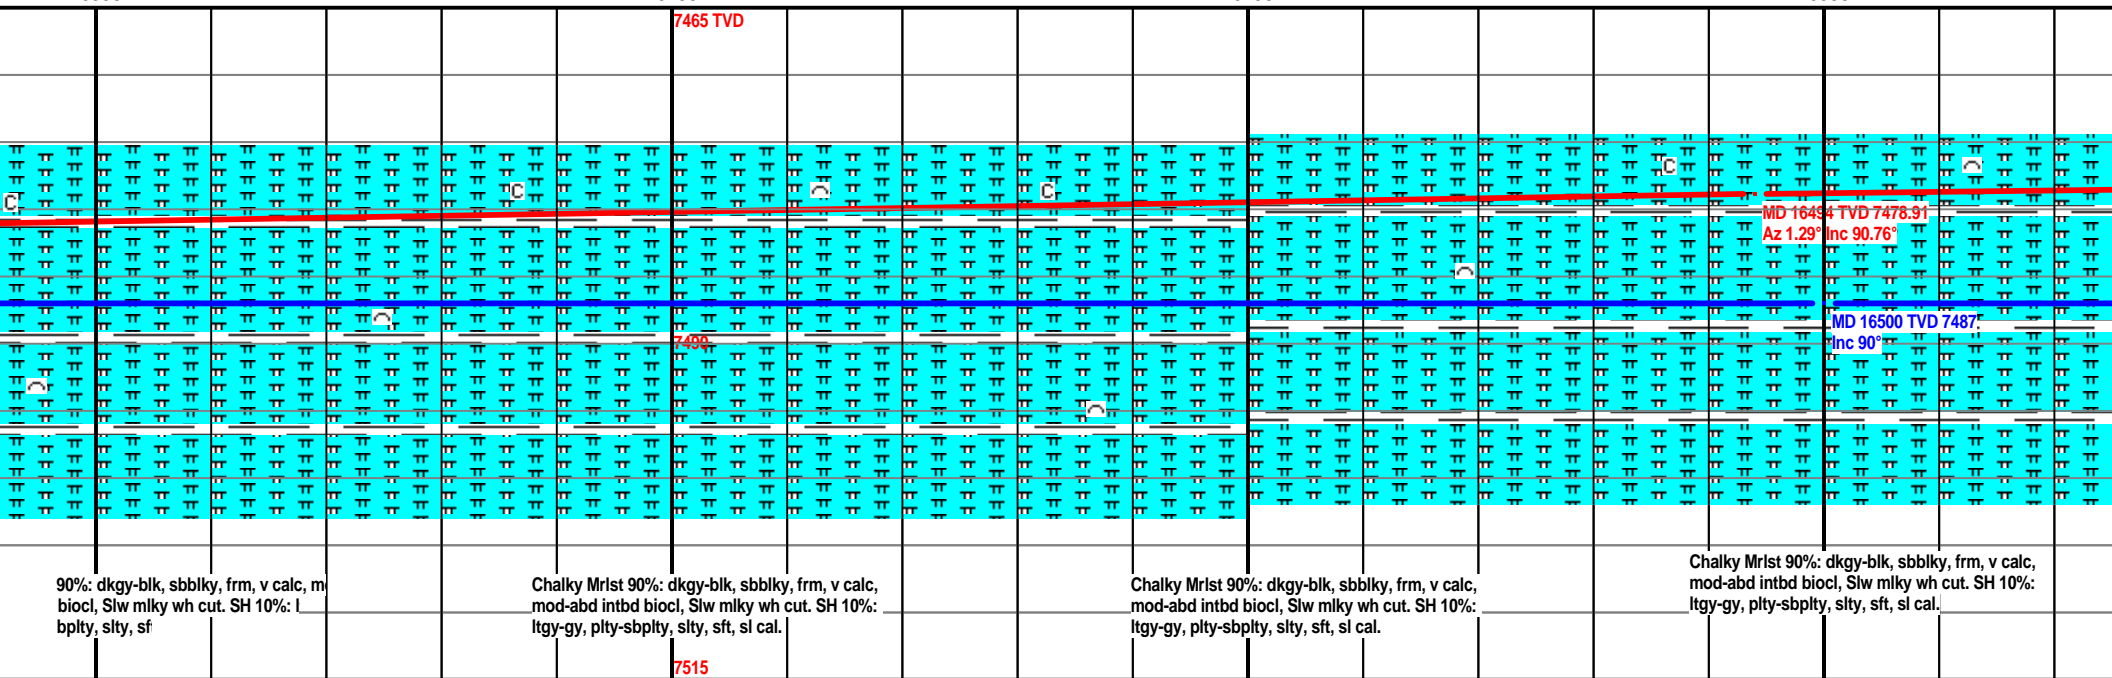 7465 TVD
C
C
C
C
MD 16494 TVD 7478.91
Az 1.29° Inc 90.76°
MD 16500 TVD 7487
Inc 90°
7490
90%: dkgy-blk, sbblky, frm, v calc, m
biocl, Slw mlky wh cut. SH 10%: l
bplty, slty, sf
Chalky Mrlst 90%: dkgy-blk, sbblky, frm, v calc,
mod-abd intbd biocl, Slw mlky wh cut. SH 10%:
ltgy-gy, plty-sbplty, slty, sft, sl cal.
Chalky Mrlst 90%: dkgy-blk, sbblky, frm, v calc,
mod-abd intbd biocl, Slw mlky wh cut. SH 10%:
ltgy-gy, plty-sbplty, slty, sft, sl cal.
Chalky Mrlst 90%: dkgy-blk, sbblky, frm, v calc,
mod-abd intbd biocl, Slw mlky wh cut. SH 10%:
ltgy-gy, plty-sbplty, slty, sft, sl cal.
7515